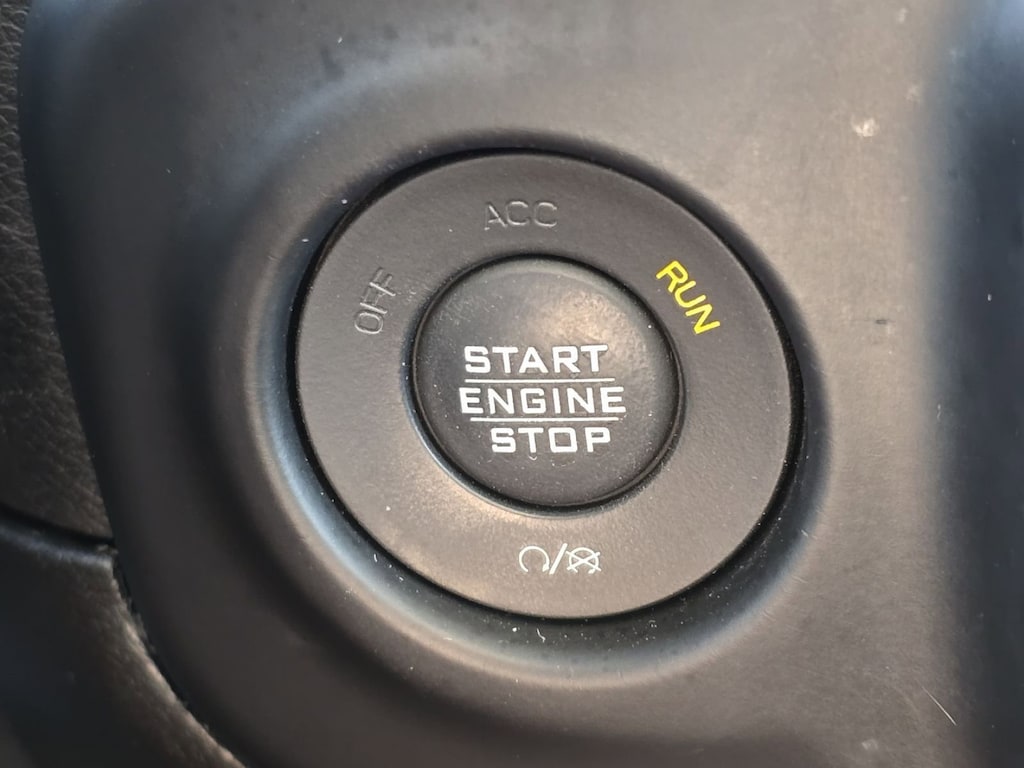 ACC
OFF
RUN
START
ENGINE
STOP